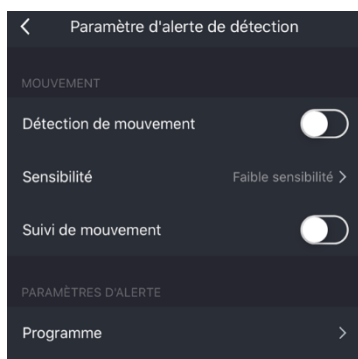 Paramètre d'alerte de détection
MOUVEMENT
Détection de mouvement
Sensibilité Faible sensibilité
Suivi de mouvement
PARAMÈTRES D'ALERTE
Programme